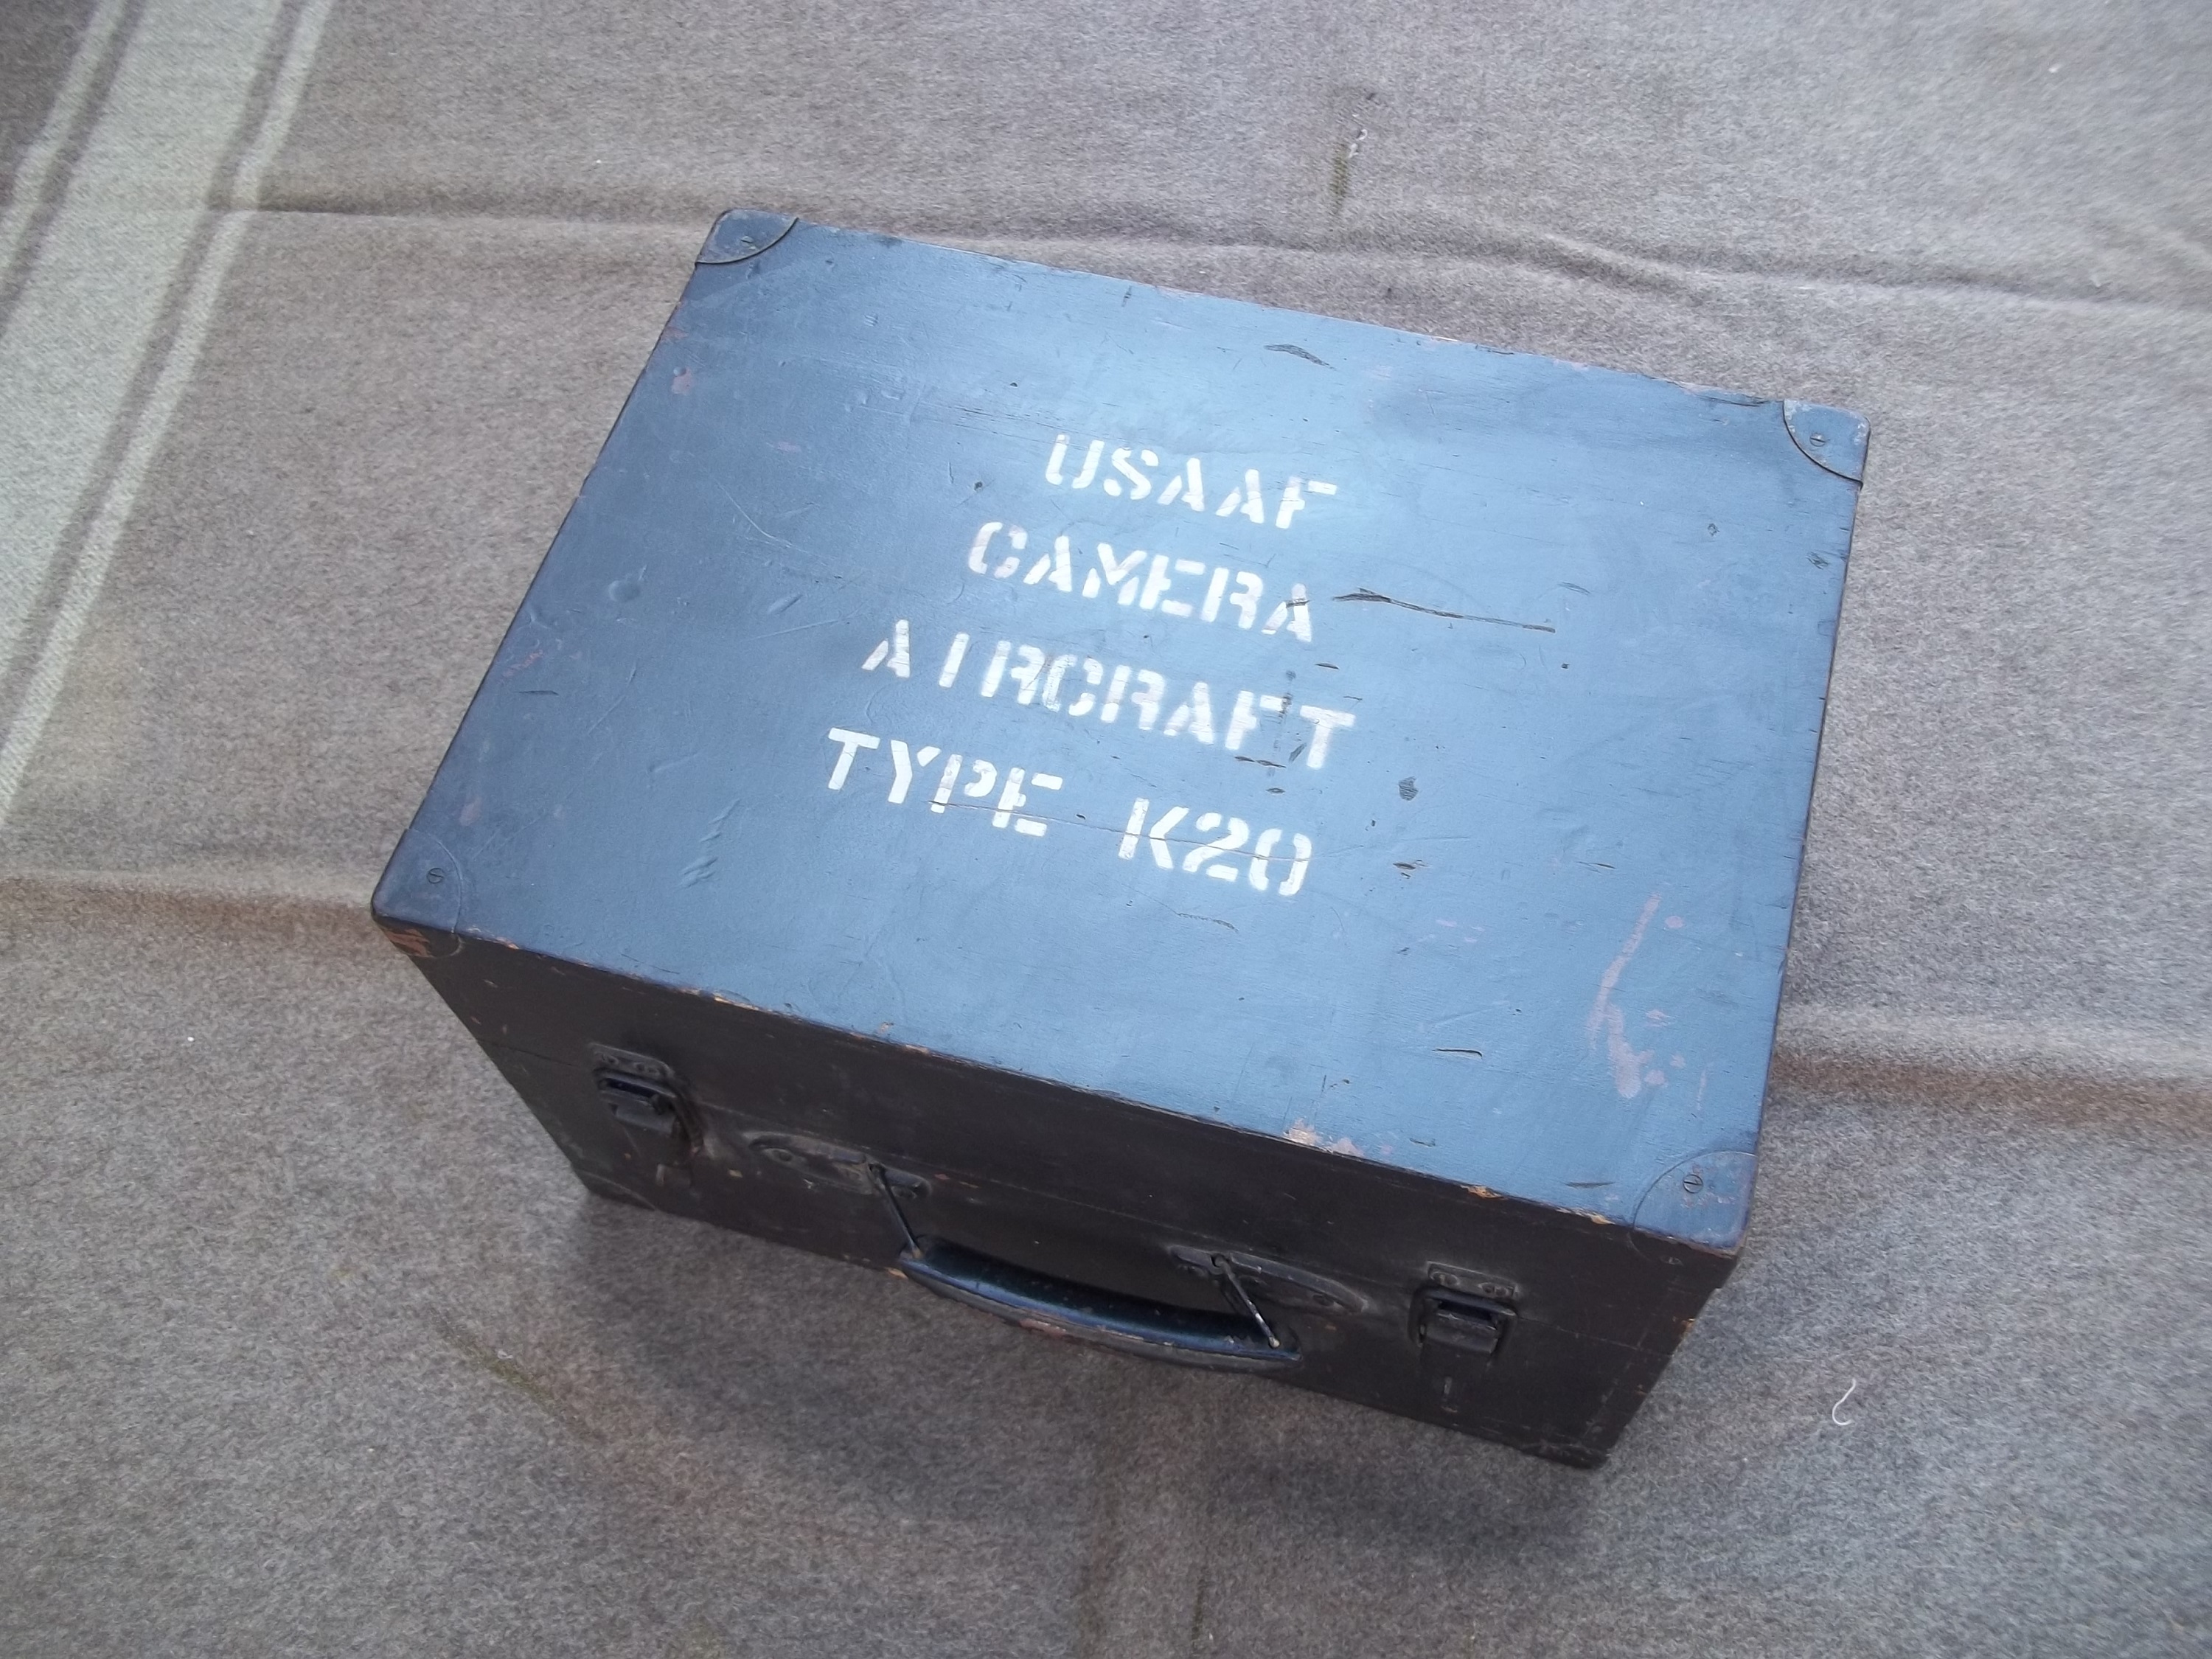 USAAF
CAMERA
AIRCRAFT
TYPE K20